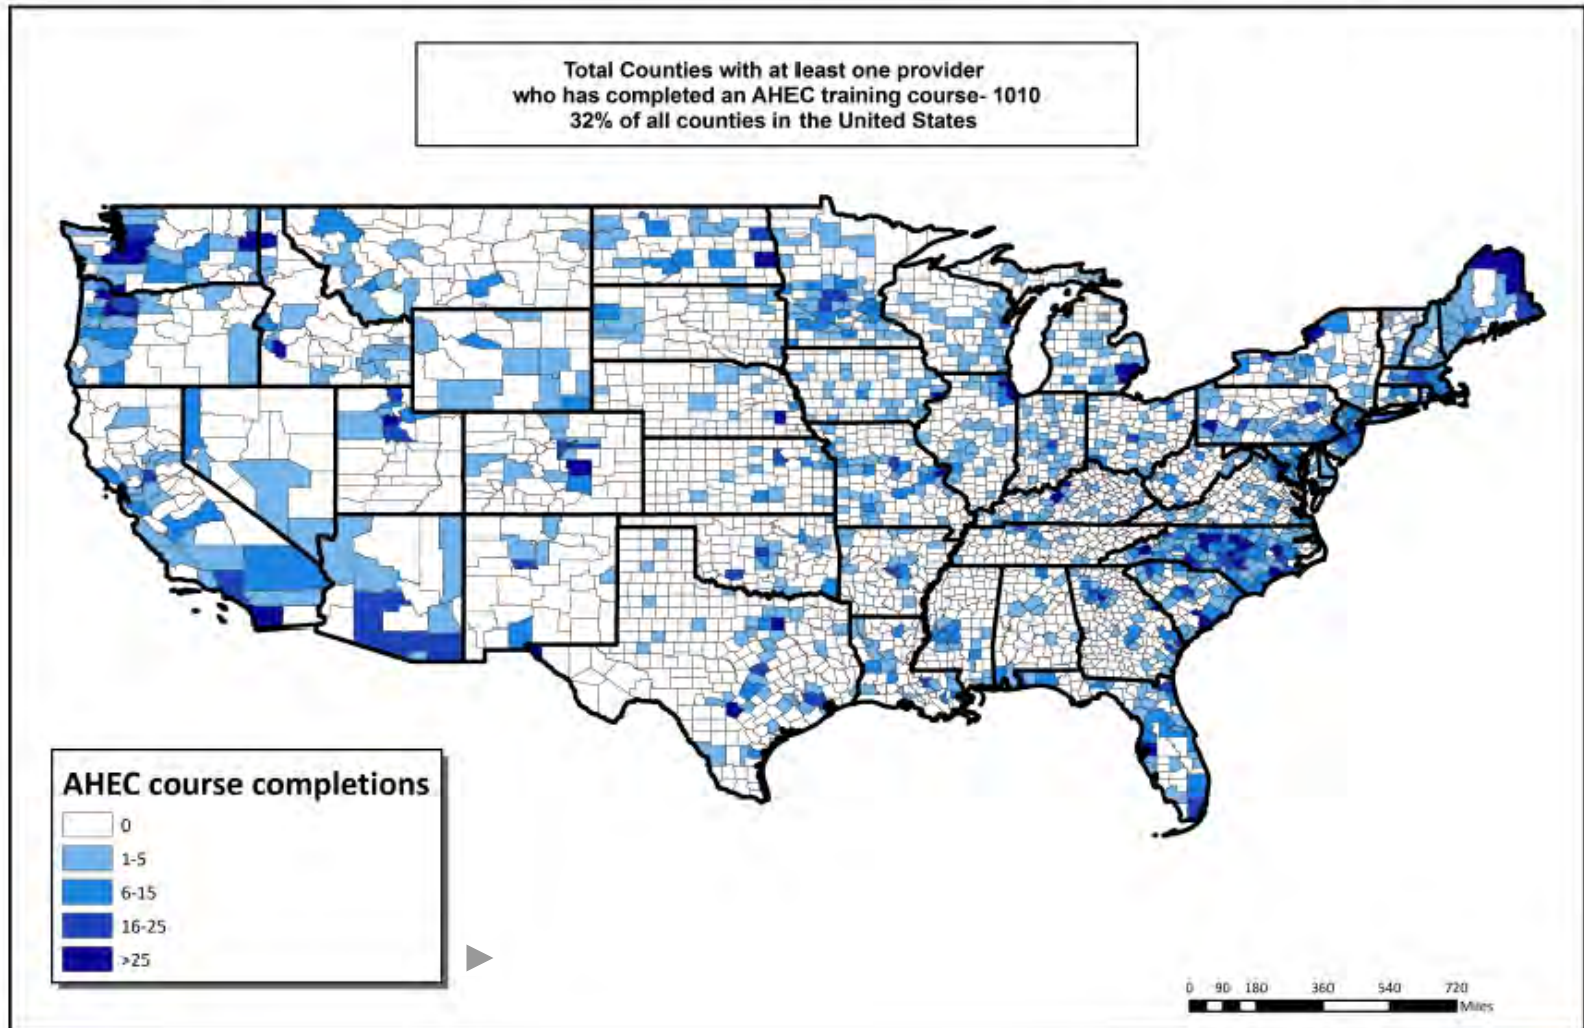 Total Counties with at least one provider
who has completed an AHEC training course- 1010
32% of all counties in the United States
AHEC course completions
0
1-5
6-15
16-25
>25
0 90 180 360 540 720
Miles